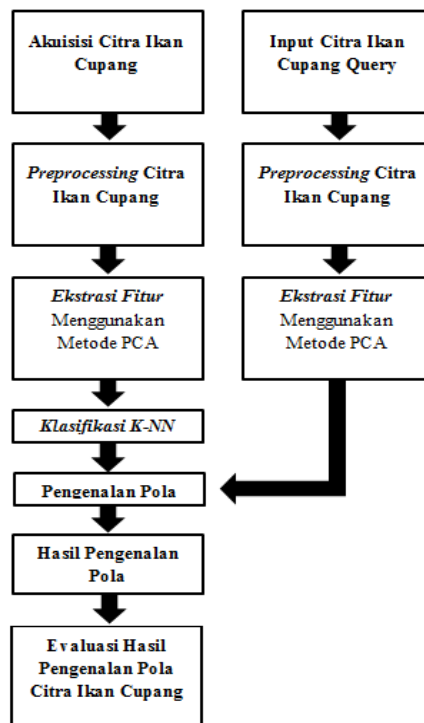 Akuisisi Citra Ikan
Cupang
Preprocessing Citra
Ikan Cupang
Ekstrasi Fitur
Menggunakan
Metode PCA
Klasifikasi K-NN
Pengenalan Pola
Hasil Pengenalan
Pola
Evaluasi Hasil
Pengenalan Pola
Citra Ikan Cupang
Input Citra Ikan
Cupang Query
Preprocessing Citra
Ikan Cupang
Ekstrasi Fitur
Menggunakan
Metode PCA